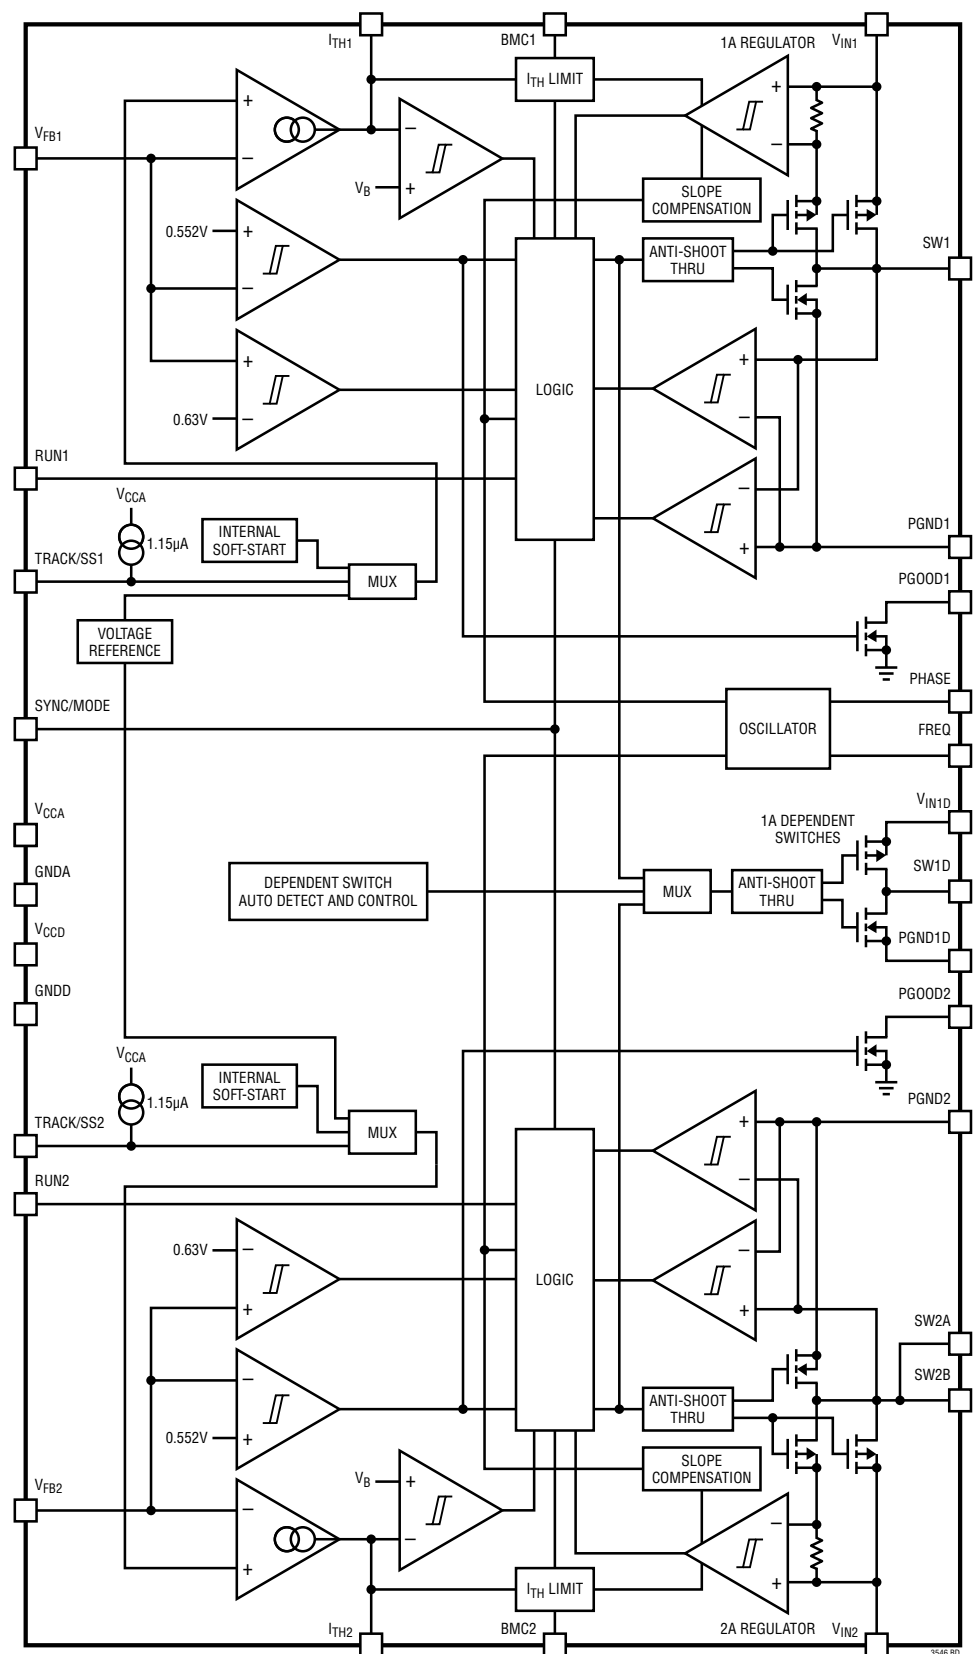 ITH1
BMC1
1A REGULATOR
VIN1
ITH LIMIT
+
+
VFB1
−
−
−
VB
+
SLOPE
COMPENSATION
0.552V
+
SW1
ANTI-SHOOT
THRU
−
+
+
LOGIC
0.63V
−
−
RUN1
−
VCCA
INTERNAL
SOFT-START
1.15µA
PGND1
+
TRACK/SS1
MUX
PGOOD1
VOLTAGE
REFERENCE
PHASE
SYNC/MODE
OSCILLATOR
FREQ
VCCA
VIN1D
1A DEPENDENT
SWITCHES
GNDA
SW1D
DEPENDENT SWITCH
AUTO DETECT AND CONTROL
MUX
ANTI-SHOOT
THRU
VCCD
PGND1D
GNDD
PGOOD2
VCCA
INTERNAL
SOFT-START
1.15µA
PGND2
TRACK/SS2
MUX
+
RUN2
−
0.63V
−
−
LOGIC
+
+
SW2A
SW2B
−
ANTI-SHOOT
THRU
0.552V
+
SLOPE
COMPENSATION
VB
+
VFB2
−
−
−
+
ITH LIMIT
+
ITH2
BMC2
2A REGULATOR
VIN2
3546 BD